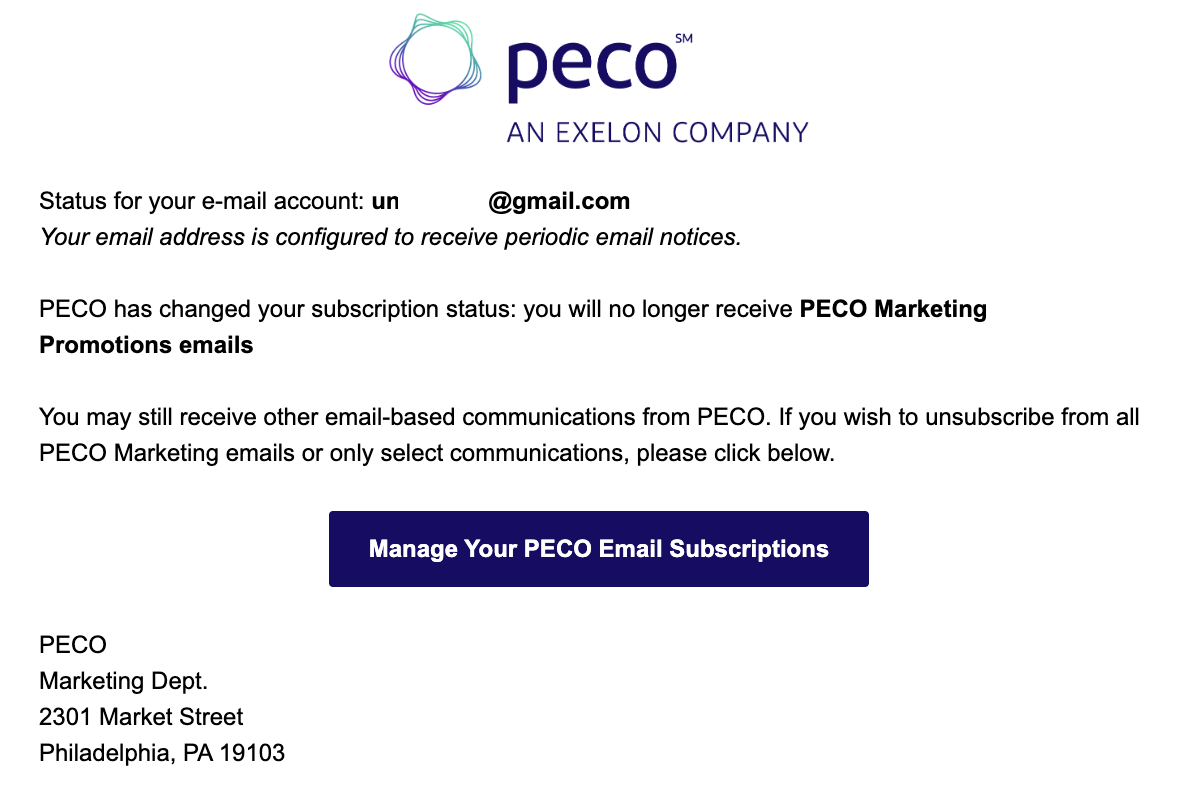 peco SM
AN EXELON COMPANY
Status for your e-mail account: un @gmail.com
Your email address is configured to receive periodic email notices.
PECO has changed your subscription status: you will no longer receive PECO Marketing
Promotions emails
You may still receive other email-based communications from PECO. If you wish to unsubscribe from all
PECO Marketing emails or only select communications, please click below.
Manage Your PECO Email Subscriptions
PECO
Marketing Dept.
2301 Market Street
Philadelphia, PA 19103